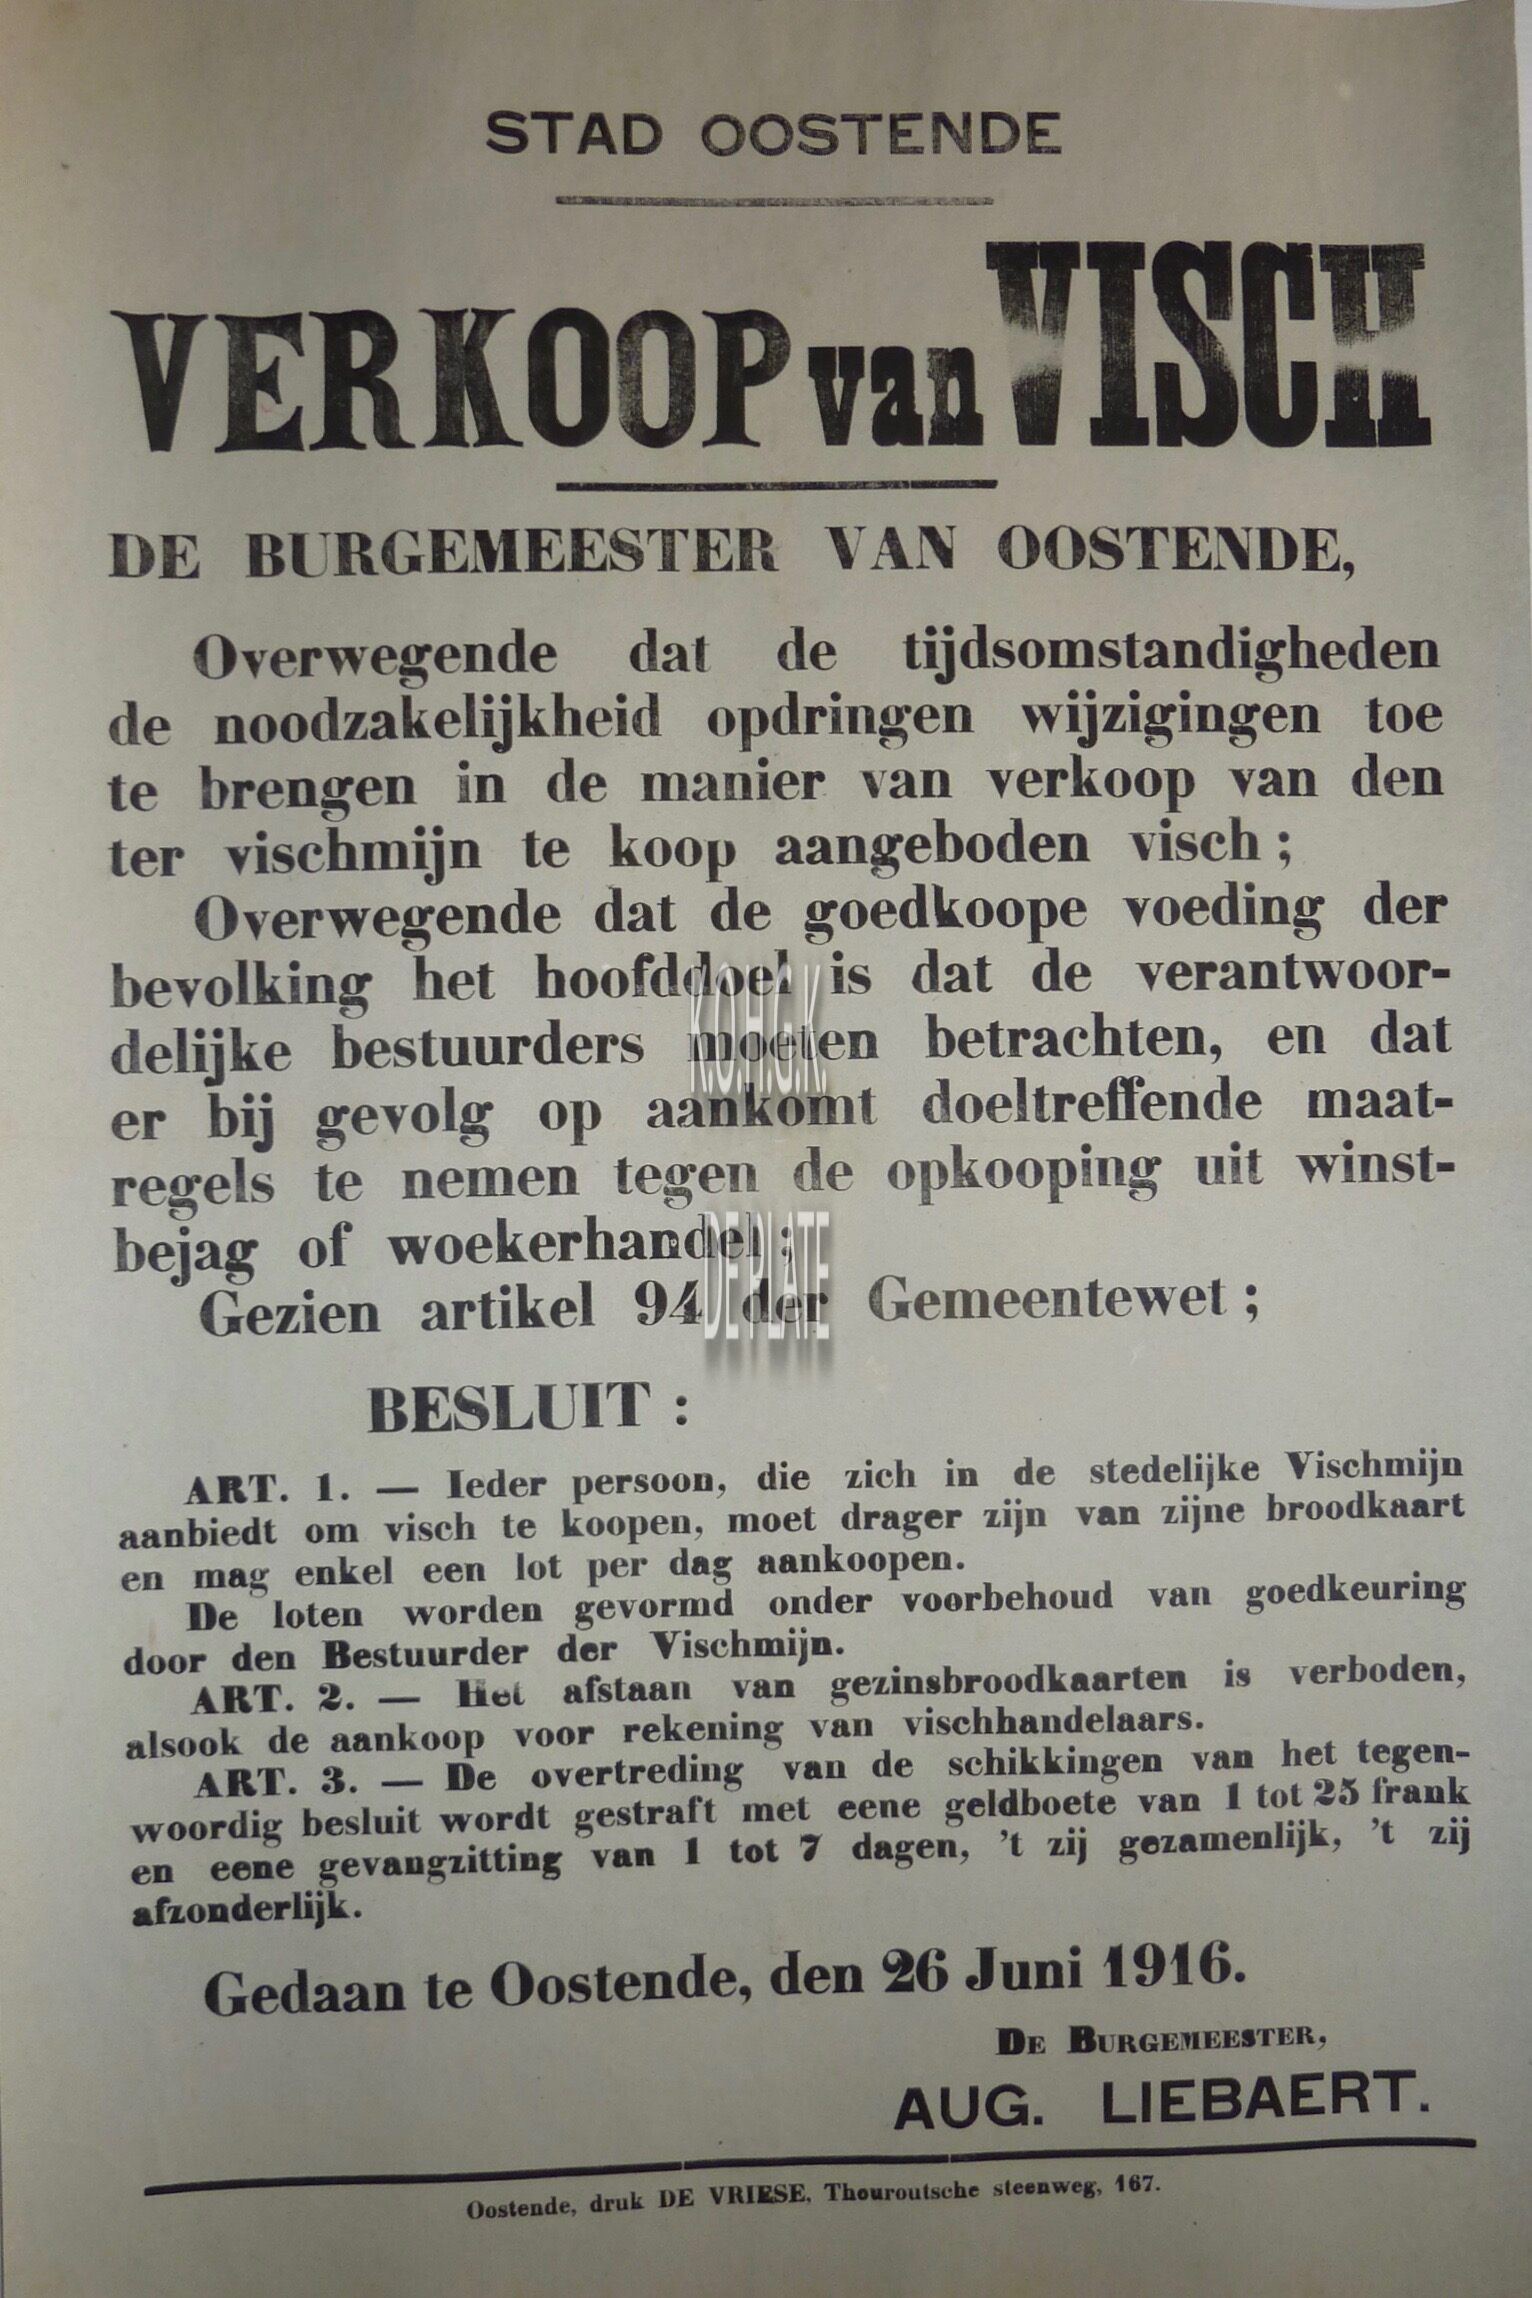 STAD OOSTENDE
VERKOOP van VISCH
DE BURGEMEESTER VAN OOSTENDE,
Overwegende dat de tijdsomstandigheden
de noodzakelijkheid opdringen wijzigingen toe
te brengen in de manier van verkoop van den
ter vischmijn te koop aangeboden visch ;
Overwegende dat de goedkoope voeding der
bevolking het hoofddoel is dat de verantwoor-
delijke bestuurders moeten betrachten, en dat
er bij gevolg op aankomt doeltreffende maat-
regels te nemen tegen de opkooping uit winst-
bejag of woekerhandel ;
Gezien artikel 94 der Gemeentewet ;
K.O.H.G.K.
DE PLATE
BESLUIT :
ART. 1. — Ieder persoon, die zich in de stedelijke Vischmijn
aanbiedt om visch te koopen, moet drager zijn van zijne broodkaart
en mag enkel een lot per dag aankoopen.
De loten worden gevormd onder voorbehoud van goedkeuring
door den Bestuurder der Vischmijn.
ART. 2. — Het afstaan van gezinsbroodkaarten is verboden,
alsook de aankoop voor rekening van vischhandelaars.
ART. 3. — De overtreding van de schikkingen van het tegen-
woordig besluit wordt gestraft met eene geldboete van 1 tot 25 frank
en eene gevangzitting van 1 tot 7 dagen, 't zij gezamenlijk, 't zij
afzonderlijk.
Gedaan te Oostende, den 26 Juni 1916.
DE BURGEMEESTER,
AUG. LIEBAERT.
Oostende, druk DE VRIESE, Thouroutsche steenweg, 167.